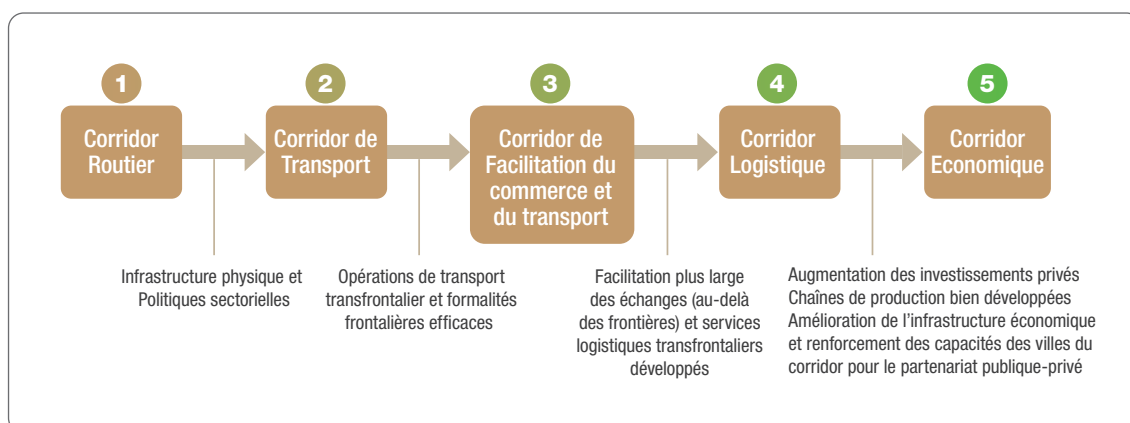 1
Corridor
Routier
2
Corridor de
Transport
3
Corridor de
Facilitation du
commerce et
du transport
4
Corridor
Logistique
5
Corridor
Economique
Infrastructure physique et
Politiques sectorielles
Opérations de transport
transfrontalier et formalités
frontalières efficaces
Facilitation plus large
des échanges (au-delà
des frontières) et services
logistiques transfrontaliers
développés
Augmentation des investissements privés
Chaînes de production bien développées
Amélioration de l'infrastructure économique
et renforcement des capacités des villes du
corridor pour le partenariat publique-privé